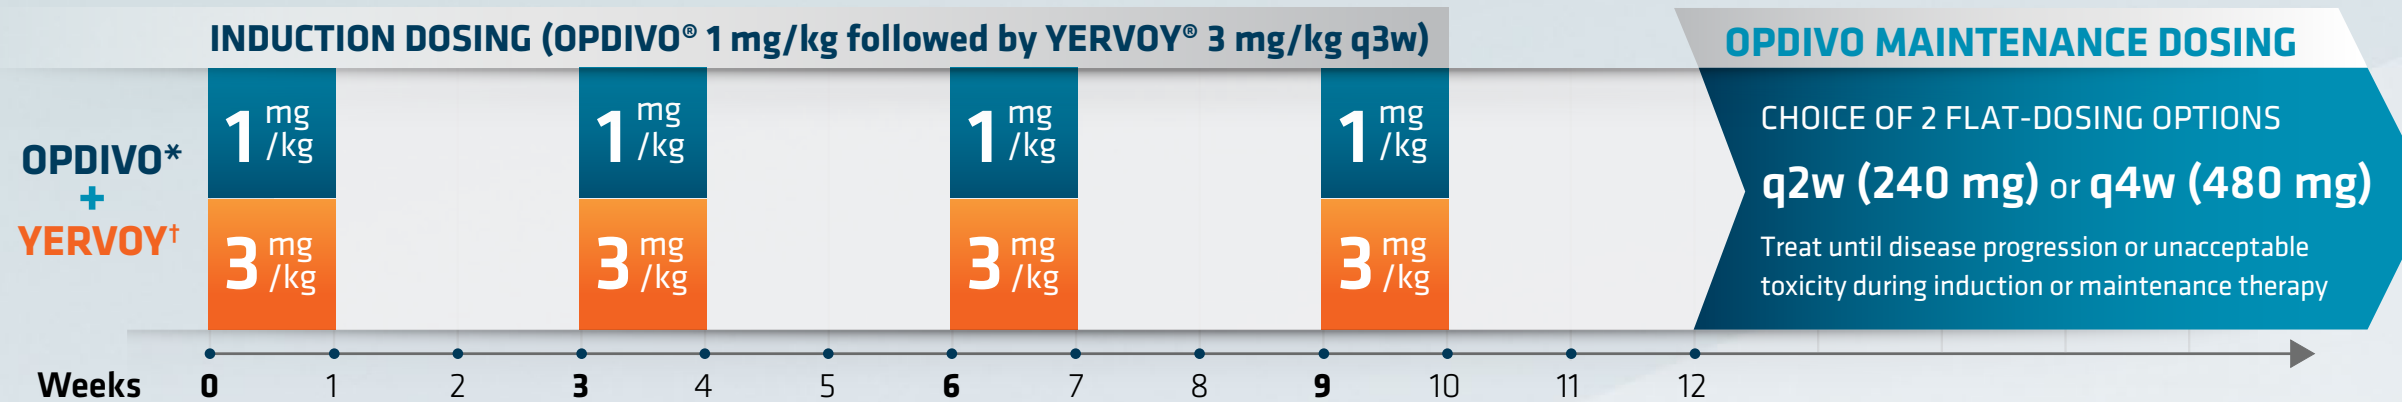 INDUCTION DOSING (OPDIVO® 1 mg/kg followed by YERVOY® 3 mg/kg q3w)
OPDIVO MAINTENANCE DOSING
OPDIVO*
+
YERVOY†
1 mg/kg
1 mg/kg
1 mg/kg
1 mg/kg
3 mg/kg
3 mg/kg
3 mg/kg
3 mg/kg
CHOICE OF 2 FLAT-DOSING OPTIONS
q2w (240 mg) or q4w (480 mg)
Treat until disease progression or unacceptable
toxicity during induction or maintenance therapy
Weeks 0 1 2 3 4 5 6 7 8 9 10 11 12